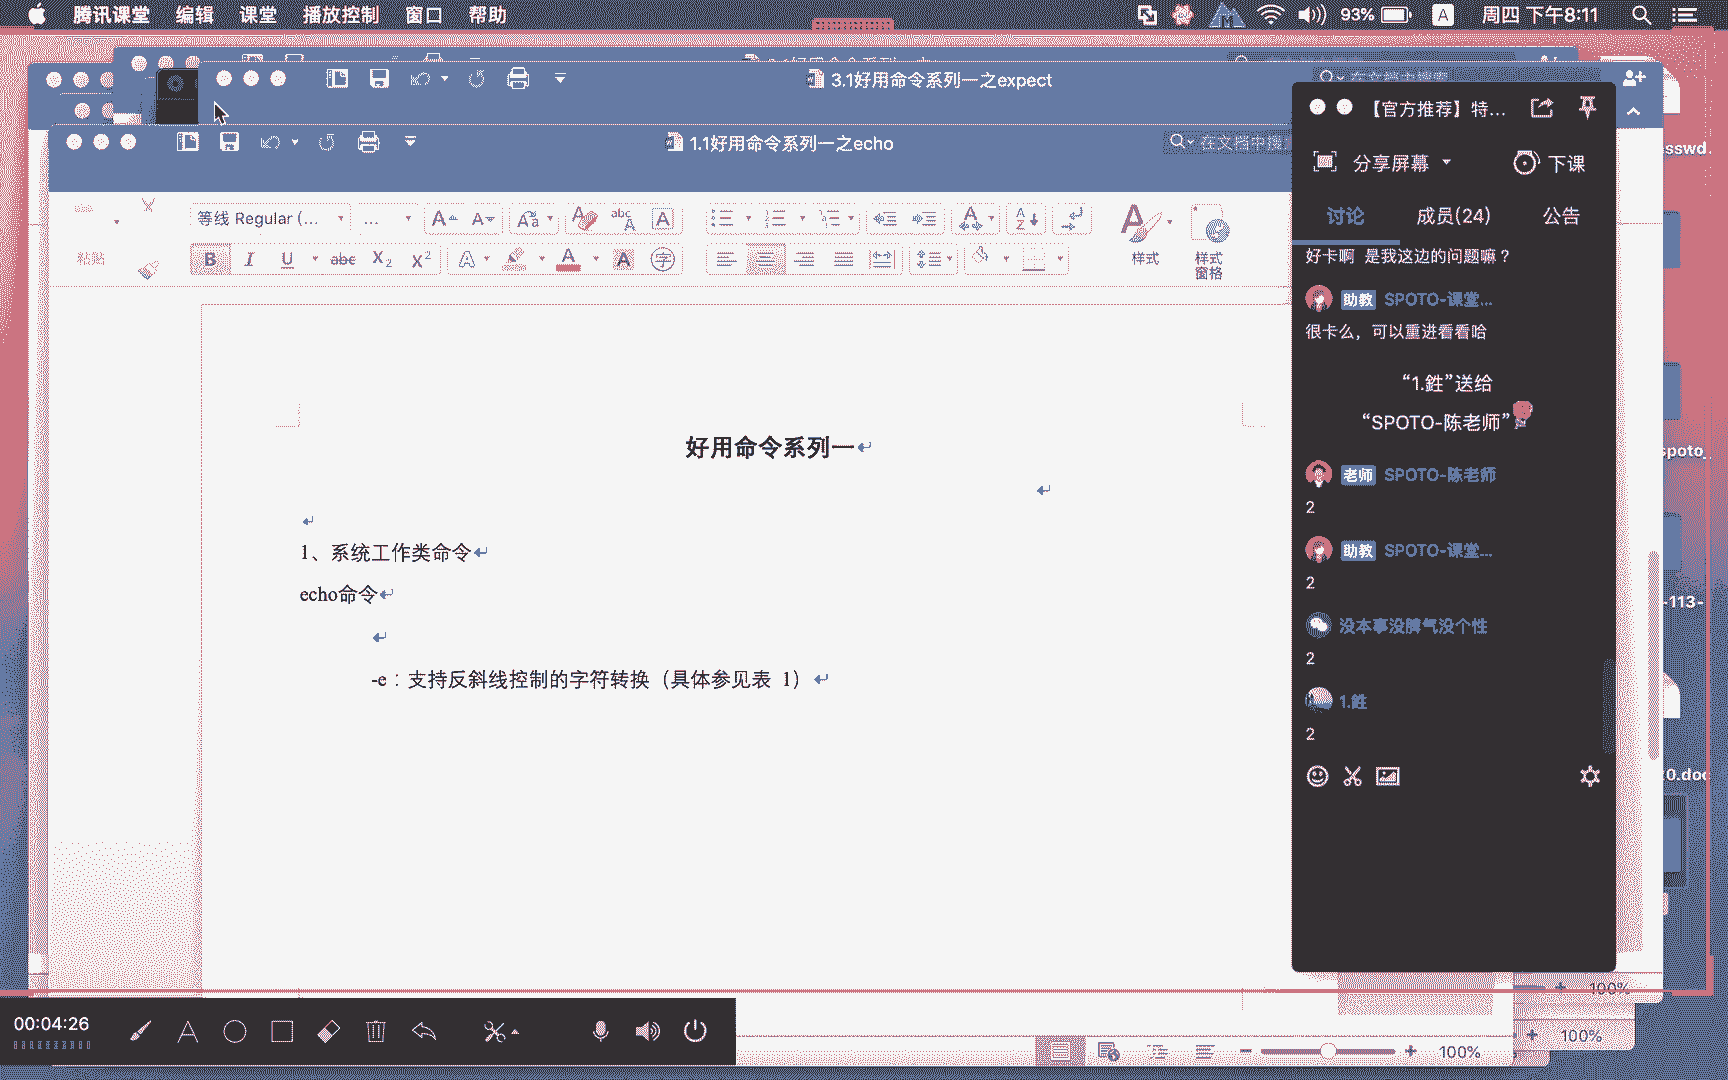 腾讯课堂 编辑 课堂 播放控制 窗口 帮助 93% A 周四 下午8:11
3.1好用命令系列一之expect
1.1好用命令系列一之echo
在文档中搜
粘贴
等线 Regular (...
样式
样式
窗格
好用命令系列一
1、系统工作类命令
echo命令
-e：支持反斜线控制的字符转换（具体参见表 1）
【官方推荐】特...
分享屏幕 下课
讨论 成员(24) 公告
好卡啊 是我这边的问题嘛？
助教 SPOTO-课堂...
很卡么，可以重进看看哈
“1.鉎”送给
“SPOTO-陈老师”
老师 SPOTO-陈老师
2
助教 SPOTO-课堂...
2
没本事没脾气没个性
2
1.鉎
2
sswd.
spoto_
-113-
0.doc
00:04:26
100%
100%
100%